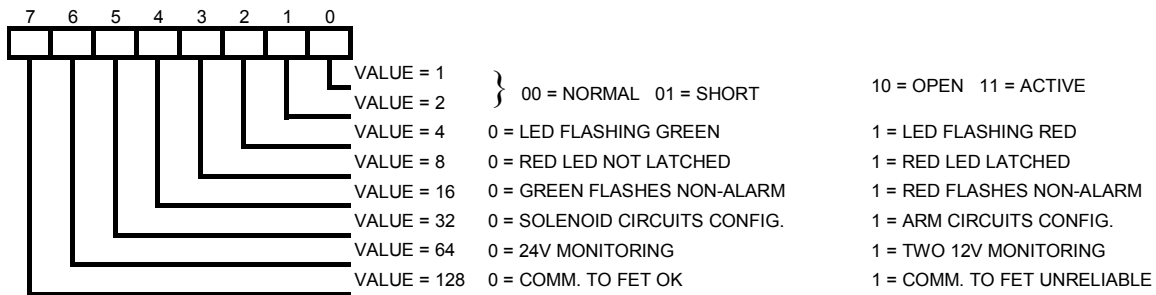 7 6 5 4 3 2 1 0
VALUE = 1
VALUE = 2 } 00 = NORMAL 01 = SHORT 10 = OPEN 11 = ACTIVE
VALUE = 4 0 = LED FLASHING GREEN 1 = LED FLASHING RED
VALUE = 8 0 = RED LED NOT LATCHED 1 = RED LED LATCHED
VALUE = 16 0 = GREEN FLASHES NON-ALARM 1 = RED FLASHES NON-ALARM
VALUE = 32 0 = SOLENOID CIRCUITS CONFIG. 1 = ARM CIRCUITS CONFIG.
VALUE = 64 0 = 24V MONITORING 1 = TWO 12V MONITORING
VALUE = 128 0 = COMM. TO FET OK 1 = COMM. TO FET UNRELIABLE